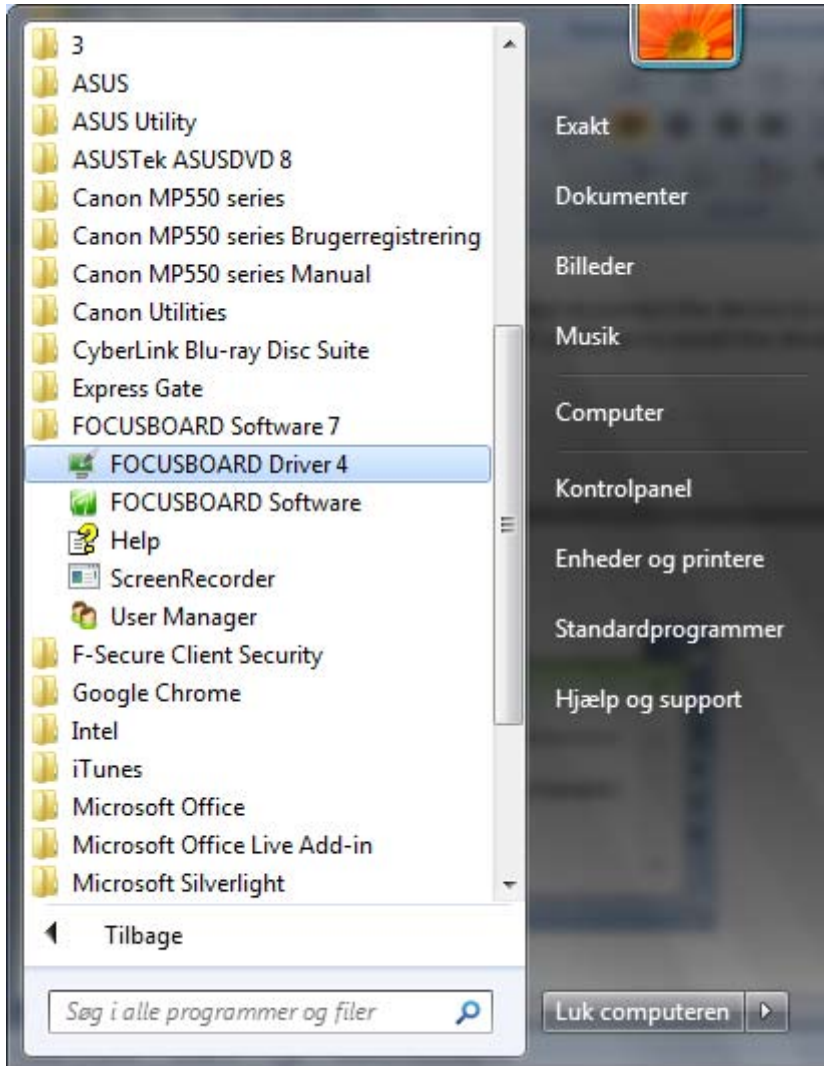 3
ASUS
ASUS Utility
ASUSTek ASUSDVD 8
Canon MP550 series
Canon MP550 series Brugerregistrering
Canon MP550 series Manual
Canon Utilities
CyberLink Blu-ray Disc Suite
Express Gate
FOCUSBOARD Software 7
FOCUSBOARD Driver 4
FOCUSBOARD Software
Help
ScreenRecorder
User Manager
F-Secure Client Security
Google Chrome
Intel
iTunes
Microsoft Office
Microsoft Office Live Add-in
Microsoft Silverlight
Tilbage
Søg i alle programmer og filer
Exakt
Dokumenter
Billeder
Musik
Computer
Kontrolpanel
Enheder og printere
Standardprogrammer
Hjælp og support
Luk computeren